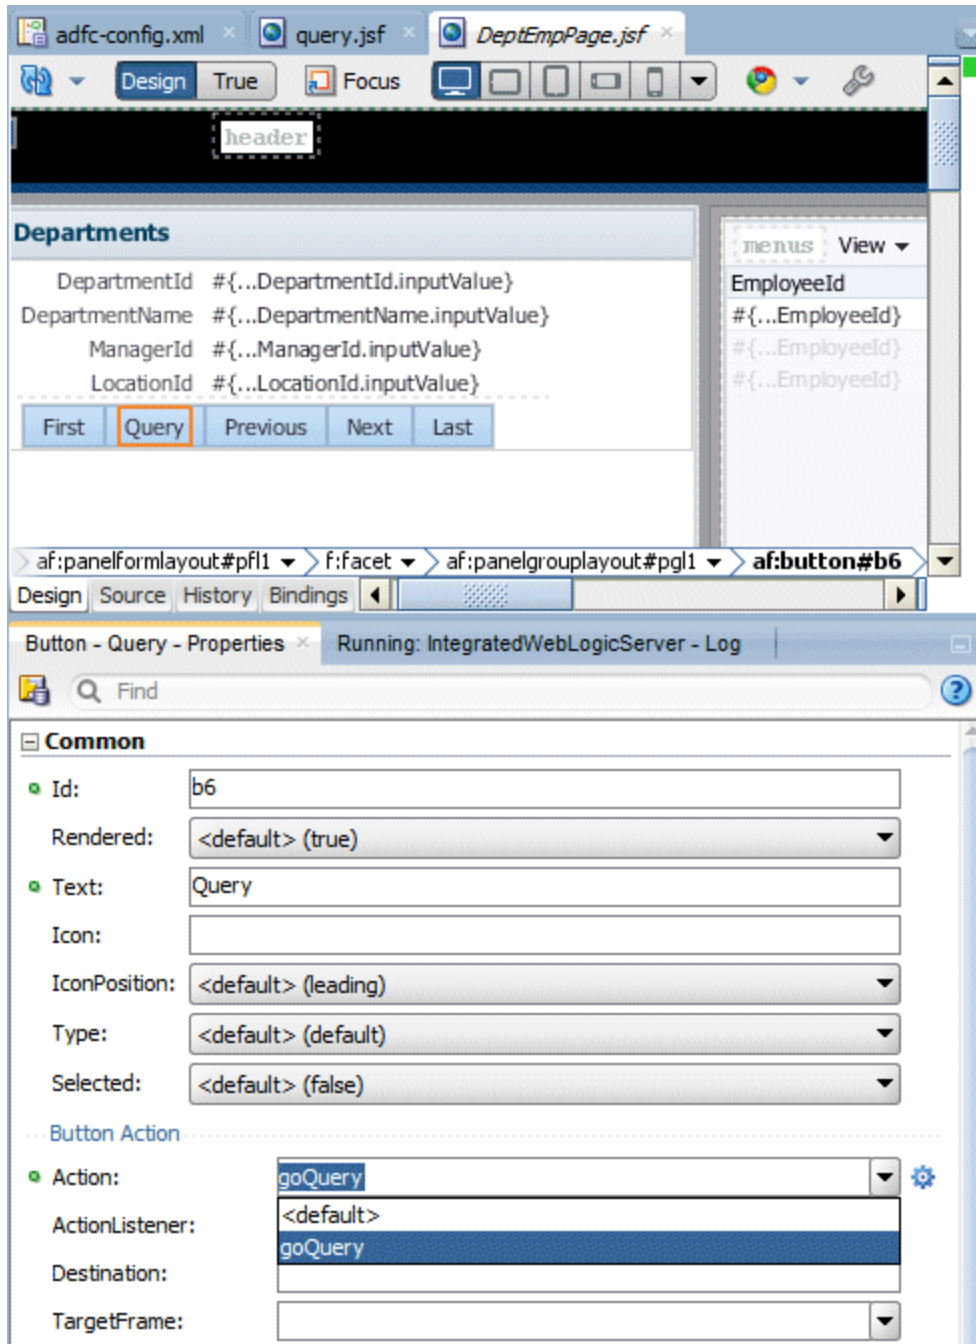 adfc-config.xml × query.jsf × DeptEmpPage.jsf ×
Design True Focus
header
Departments
menus View
DepartmentId #{...DepartmentId.inputValue}
EmployeeId
DepartmentName #{...DepartmentName.inputValue}
#{...EmployeeId}
ManagerId #{...ManagerId.inputValue}
#{...EmployeeId}
LocationId #{...LocationId.inputValue}
#{...EmployeeId}
First Query Previous Next Last
af:panelformlayout#pfl1 f:facet af:panelgrouplayout#pgl1 af:button#b6
Design Source History Bindings
Button - Query - Properties × Running: IntegratedWebLogicServer - Log
Find ?
Common
Id: b6
Rendered: <default> (true)
Text: Query
Icon:
IconPosition: <default> (leading)
Type: <default> (default)
Selected: <default> (false)
Button Action
Action: goQuery
<default>
ActionListener:
goQuery
Destination:
TargetFrame: